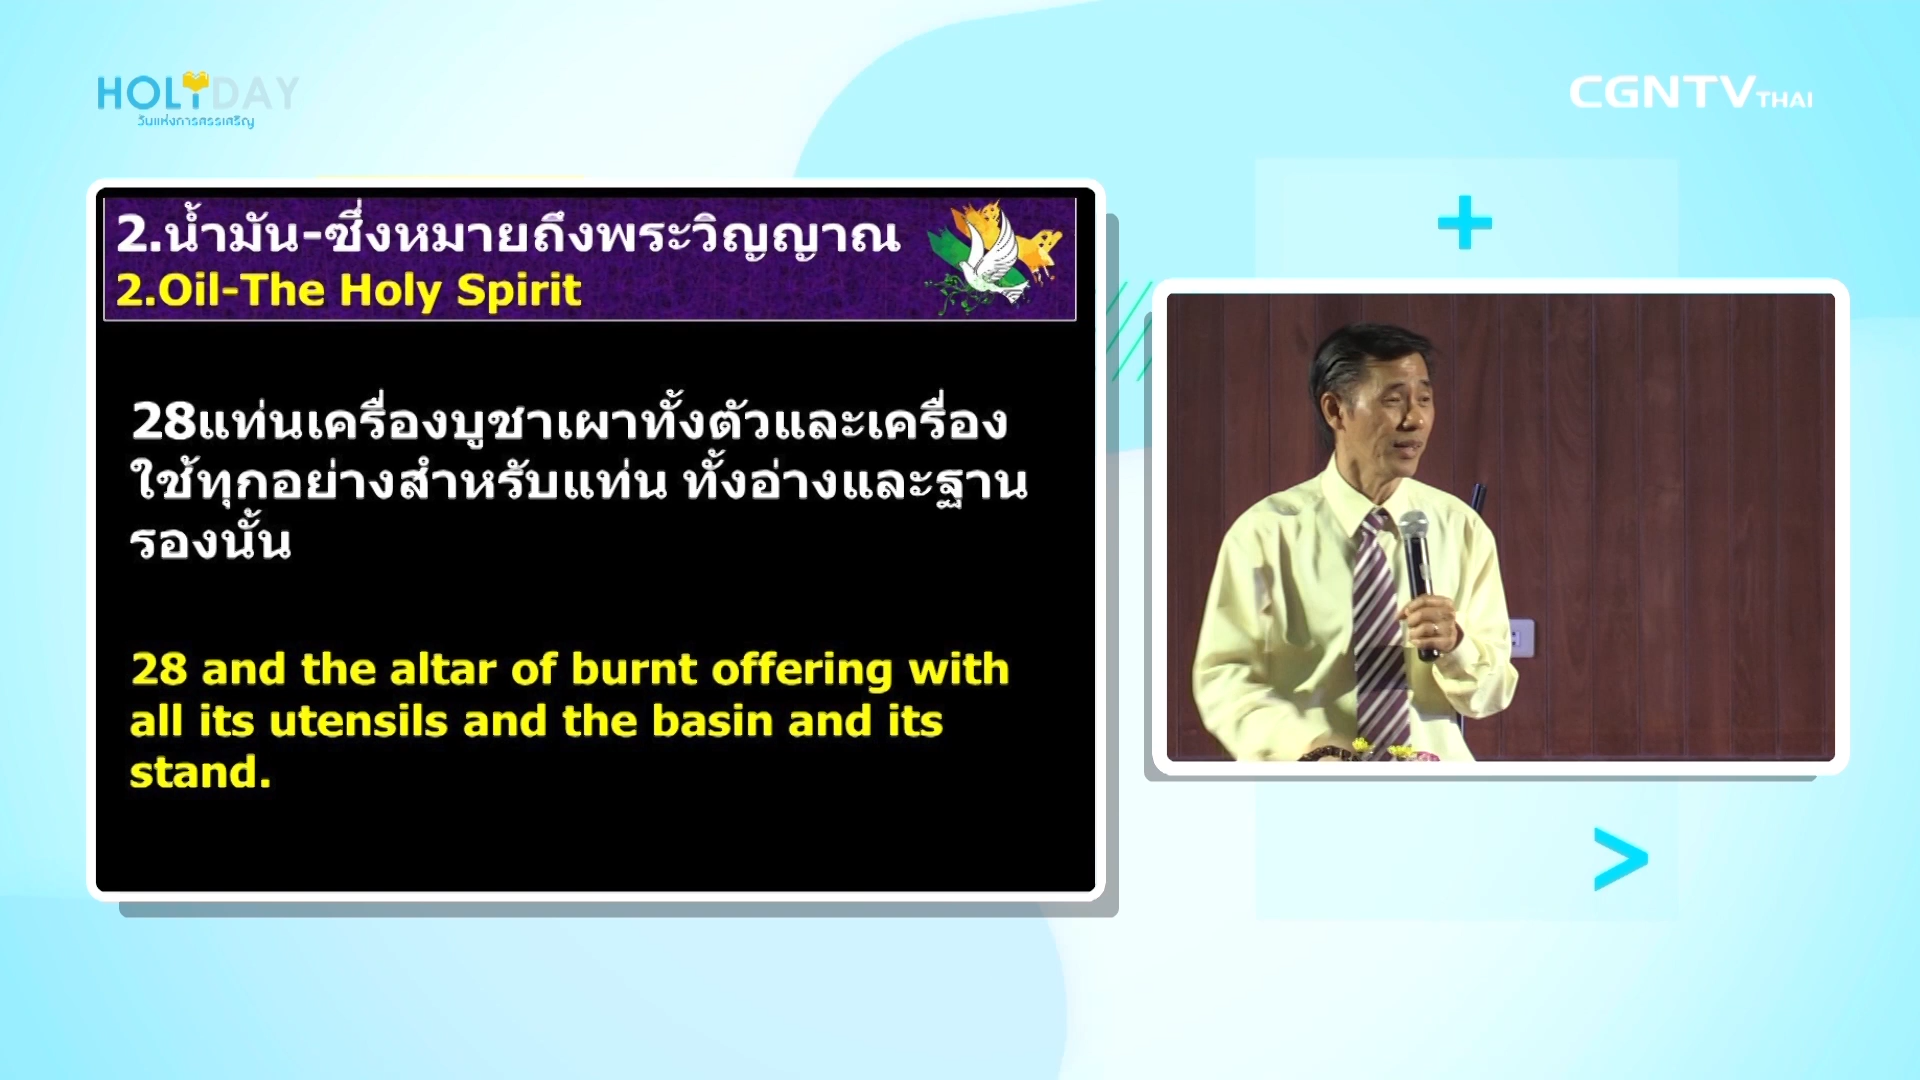 HOLYDAY
วันแห่งการสรรเสริญ
CGNTV THAI
2.น้ำมัน-ซึ่งหมายถึงพระวิญญาณ
2.Oil-The Holy Spirit
28แท่นเครื่องบูชาเผาทั้งตัวและเครื่อง
ใช้ทุกอย่างสำหรับแท่น ทั้งอ่างและฐาน
รองนั้น
28 and the altar of burnt offering with
all its utensils and the basin and its
stand.